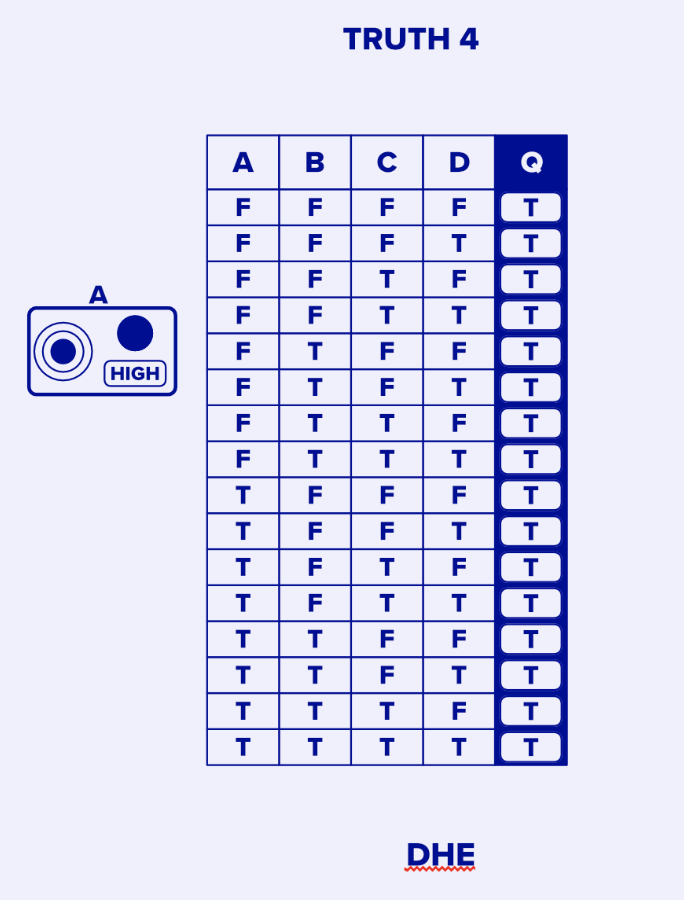 TRUTH 4
A B C D Q
F F F F T
F F F T T
F F T F T
F F T T T
F T F F T
F T F T T
F T T F T
F T T T T
T F F F T
T F F T T
T F T F T
T F T T T
T T F F T
T T F T T
T T T F T
T T T T T
A
HIGH
DHE